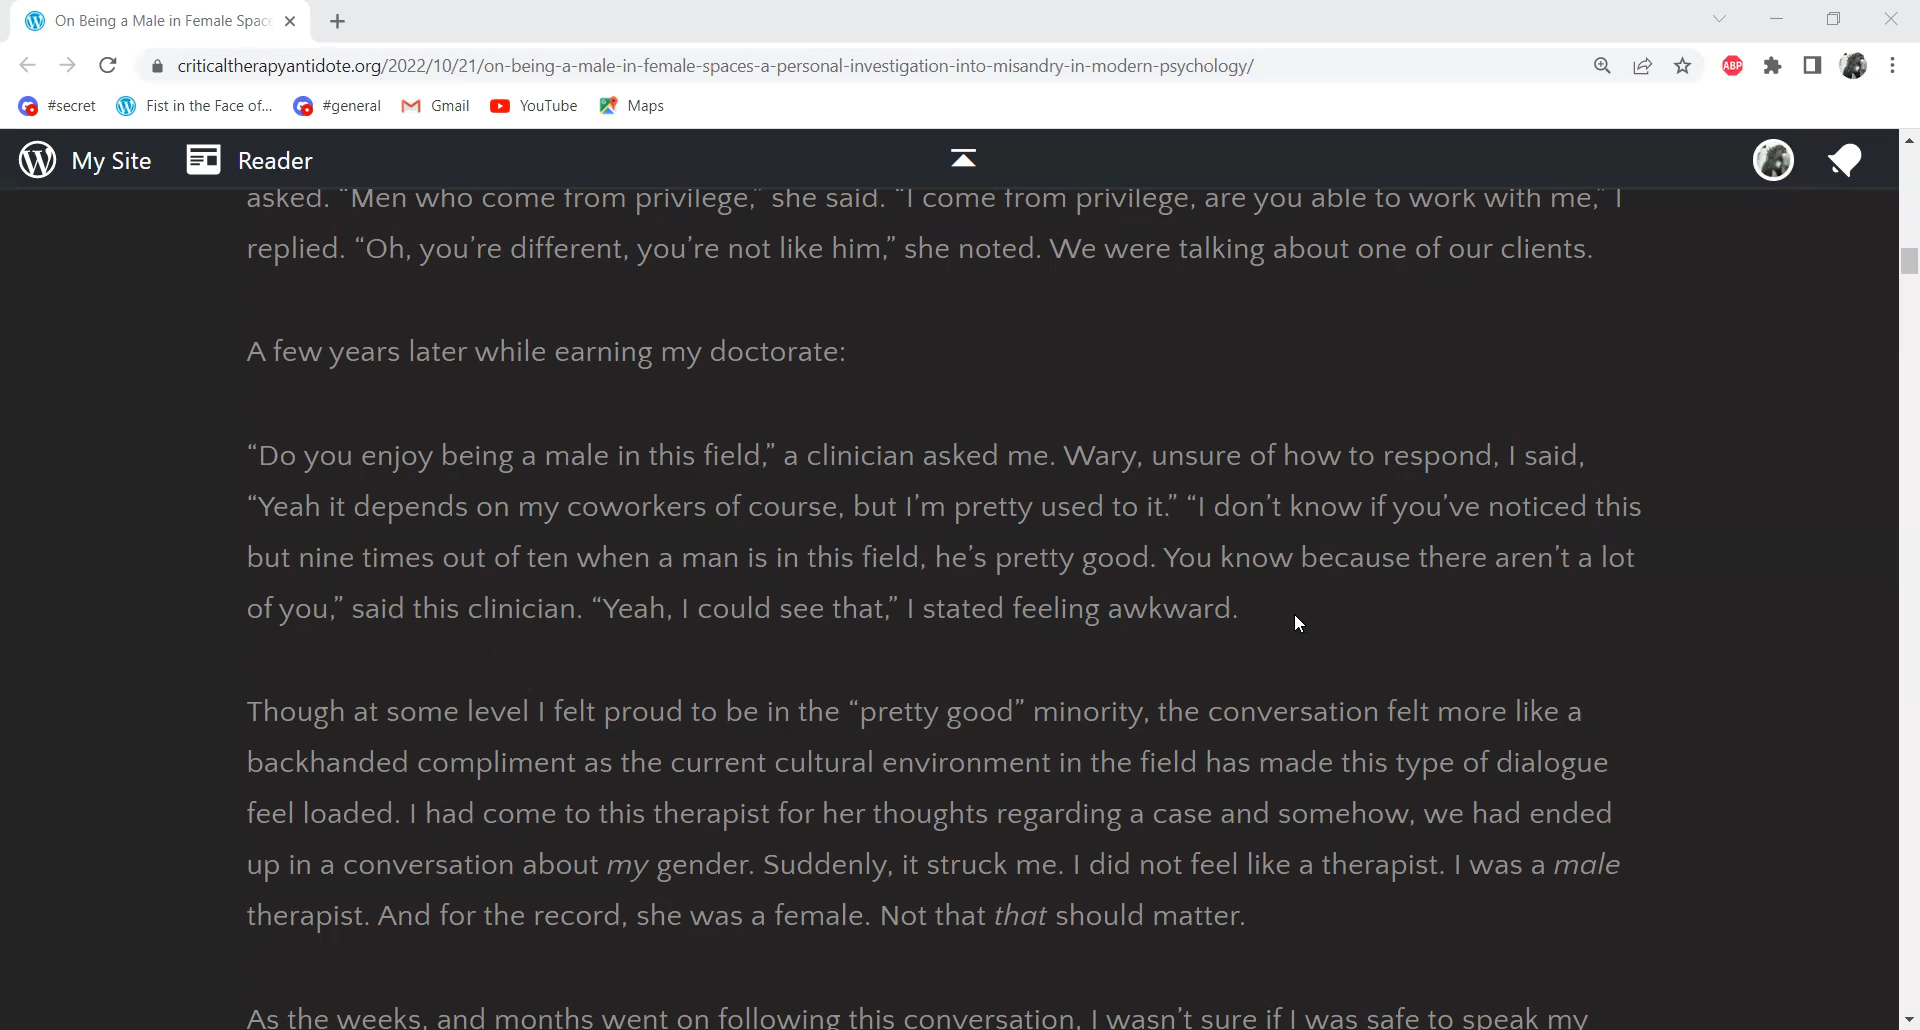 On Being a Male in Female Space
criticaltherapyantidote.org/2022/10/21/on-being-a-male-in-female-spaces-a-personal-investigation-into-misandry-in-modern-psychology/
ABP
#secret Fist in the Face of... #general Gmail YouTube Maps
My Site Reader
asked. “Men who come from privilege,” she said. “I come from privilege, are you able to work with me,” I
replied. “Oh, you’re different, you’re not like him,” she noted. We were talking about one of our clients.
A few years later while earning my doctorate:
“Do you enjoy being a male in this field,” a clinician asked me. Wary, unsure of how to respond, I said,
“Yeah it depends on my coworkers of course, but I’m pretty used to it.” “I don’t know if you’ve noticed this
but nine times out of ten when a man is in this field, he’s pretty good. You know because there aren’t a lot
of you,” said this clinician. “Yeah, I could see that,” I stated feeling awkward.
Though at some level I felt proud to be in the “pretty good” minority, the conversation felt more like a
backhanded compliment as the current cultural environment in the field has made this type of dialogue
feel loaded. I had come to this therapist for her thoughts regarding a case and somehow, we had ended
up in a conversation about my gender. Suddenly, it struck me. I did not feel like a therapist. I was a male
therapist. And for the record, she was a female. Not that that should matter.
As the weeks, and months went on following this conversation, I wasn’t sure if I was safe to speak my